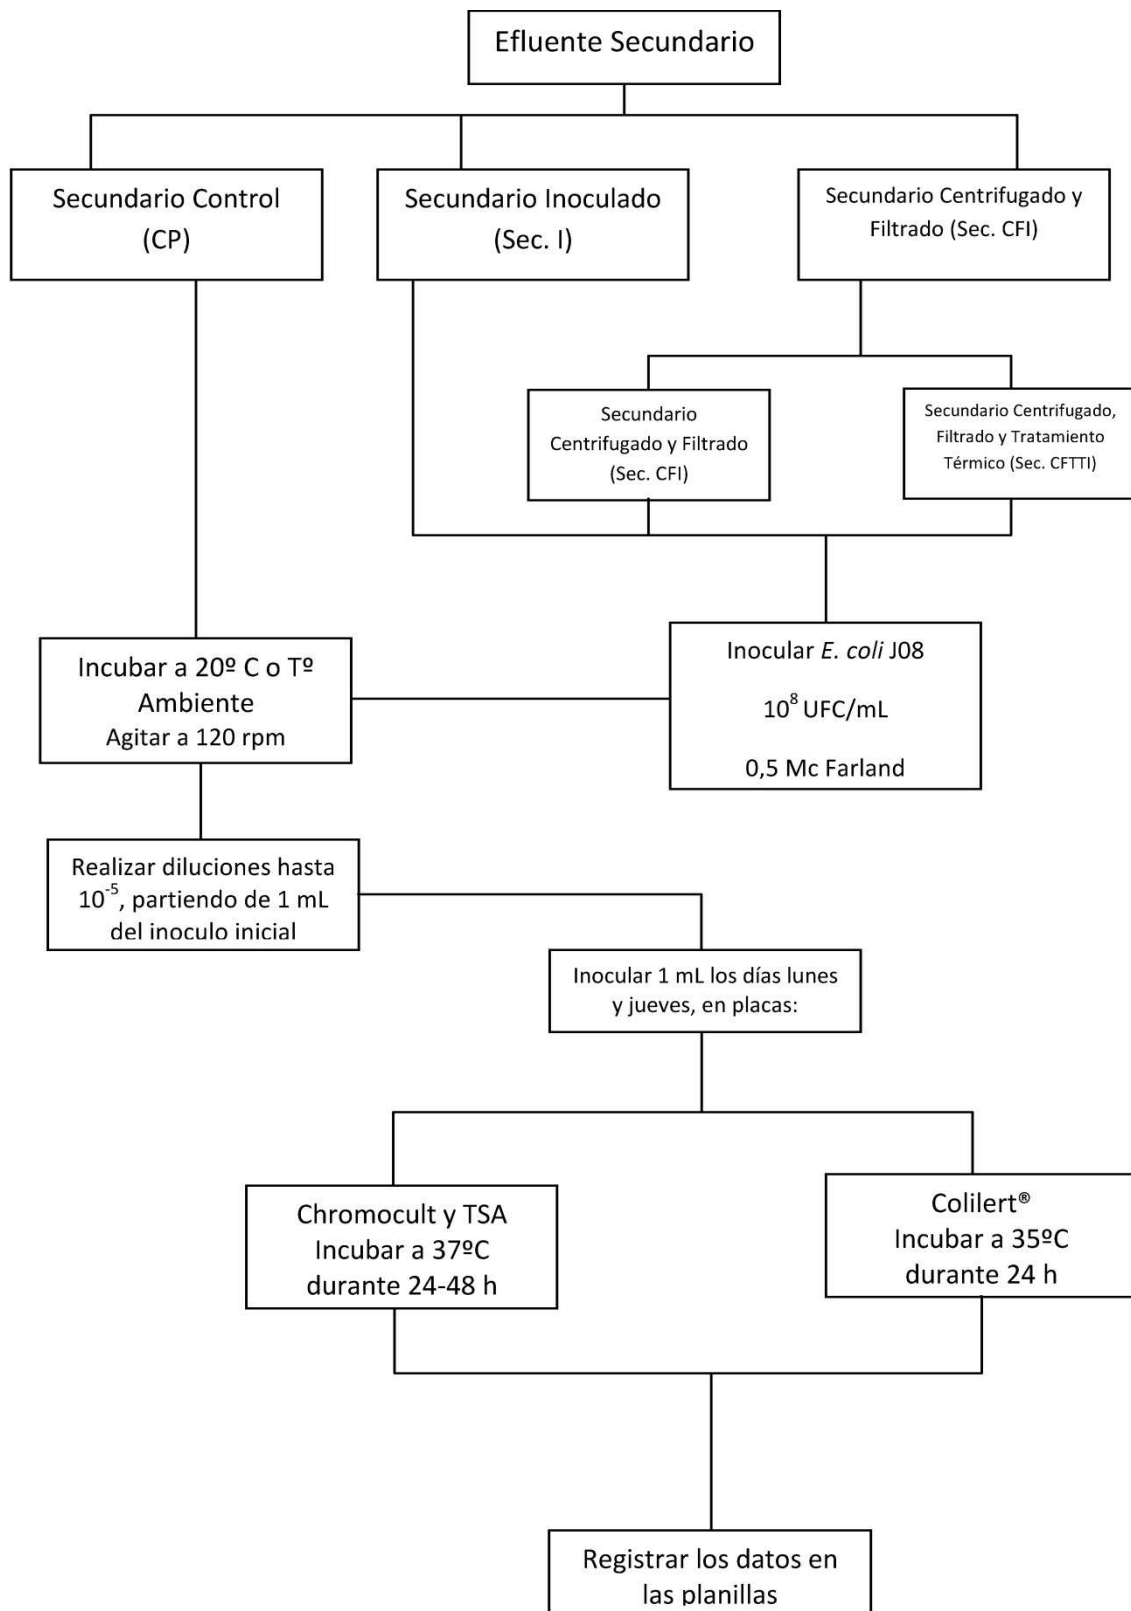 Efluente Secundario
Secundario Control
(CP)
Secundario Inoculado
(Sec. I)
Secundario Centrifugado y
Filtrado (Sec. CFI)
Secundario
Centrifugado y Filtrado
(Sec. CFI)
Secundario Centrifugado,
Filtrado y Tratamiento
Térmico (Sec. CFTTI)
Incubar a 20º C o Tº
Ambiente
Agitar a 120 rpm
Inocular E. coli J08
10⁸ UFC/mL
0,5 Mc Farland
Realizar diluciones hasta
10⁻⁵, partiendo de 1 mL
del inoculo inicial
Inocular 1 mL los días lunes
y jueves, en placas:
Chromocult y TSA
Incubar a 37ºC
durante 24-48 h
Colilert®
Incubar a 35ºC
durante 24 h
Registrar los datos en
las planillas